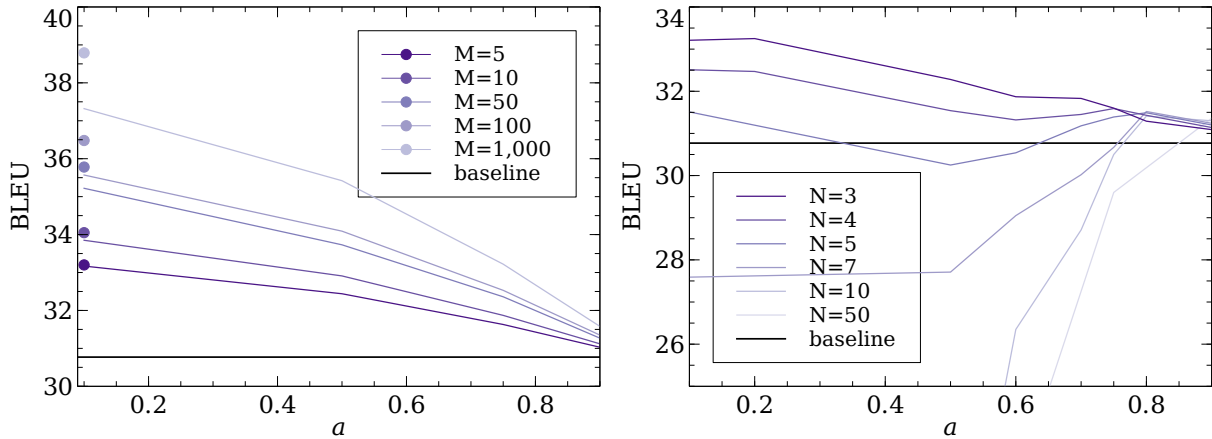 40
38
36
34
32
30
BLEU
M=5
M=10
M=50
M=100
M=1,000
baseline
0.2
0.4
0.6
0.8
a
34
32
30
28
26
BLEU
N=3
N=4
N=5
N=7
N=10
N=50
baseline
0.2
0.4
0.6
0.8
a